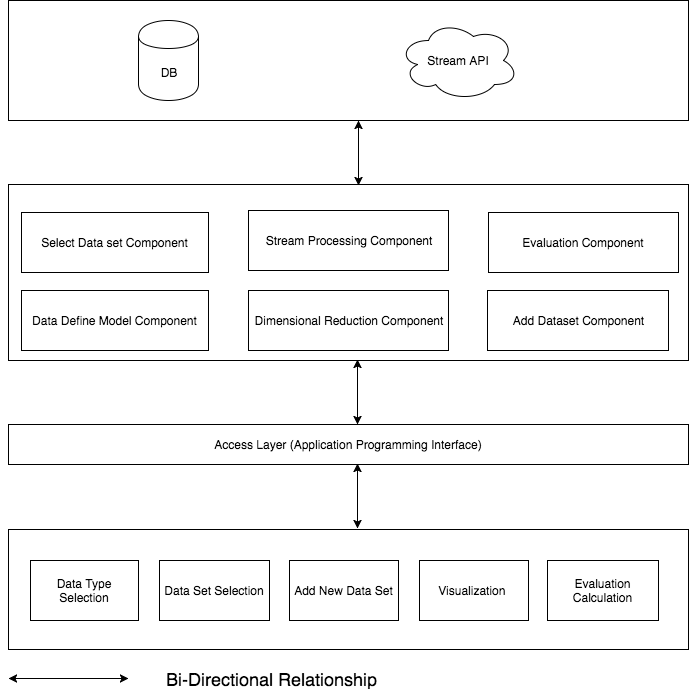 DB
Stream API
Select Data set Component
Stream Processing Component
Evaluation Component
Data Define Model Component
Dimensional Reduction Component
Add Dataset Component
Access Layer (Application Programming Interface)
Data Type
Selection
Data Set Selection
Add New Data Set
Visualization
Evaluation
Calculation
Bi-Directional Relationship